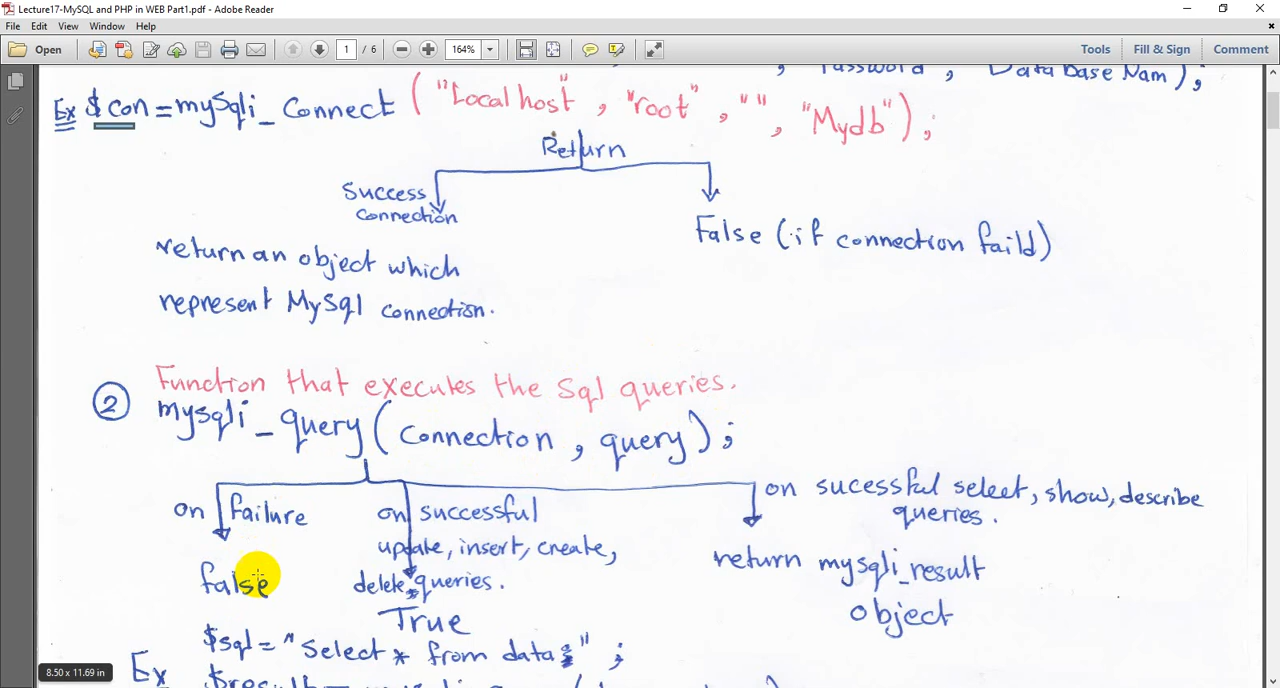 Lecture17-MySQL and PHP in WEB Part1.pdf - Adobe Reader
File Edit View Window Help
Open 1 / 6 164% Tools Fill & Sign Comment
, Password, DataBase Nam);
Ex $con=mySqli_Connect ("Local host", "root", "", "Mydb");
Return
Success
connection
False (if connection faild)
return an object which
represent MySql connection.
Function that executes the Sql queries.
2 mysqli_query(connection, query);
on failure
false
on successful
update, insert, create,
delete queries.
True
on sucessful select, show, describe
queries.
return mysqli_result
object
$sql="Select * from data";
Ex
8.50 x 11.69 in